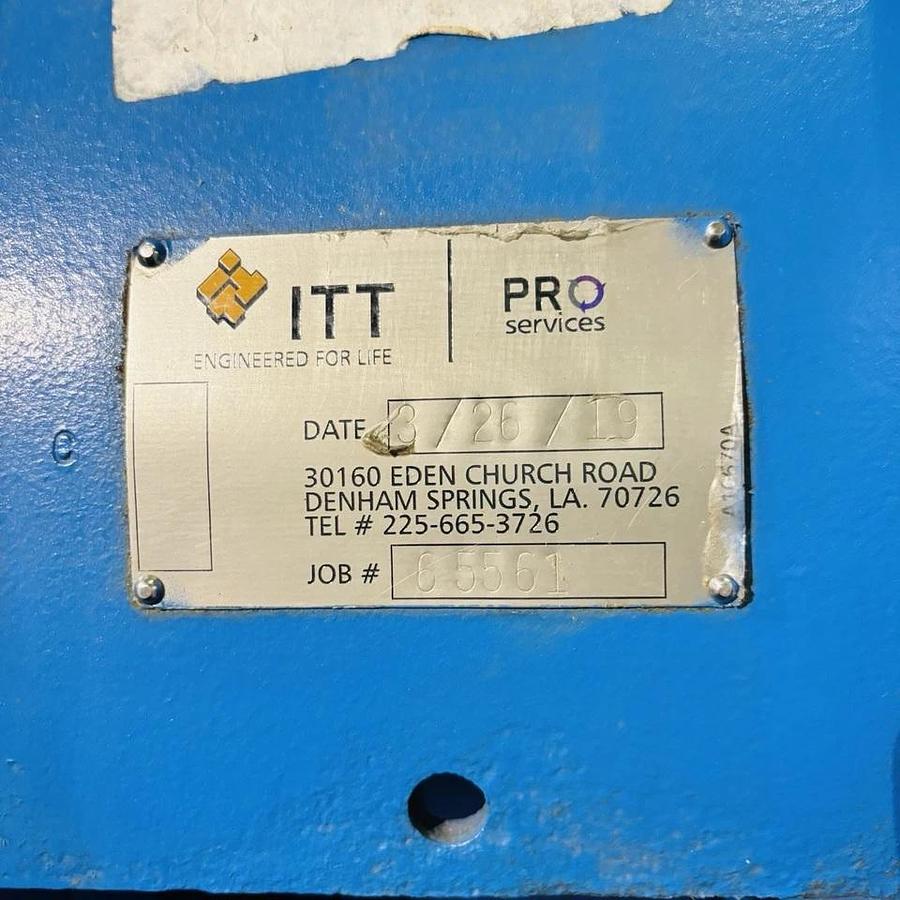 ITT
ENGINEERED FOR LIFE
PRO
services
DATE 3/26/19
30160 EDEN CHURCH ROAD
DENHAM SPRINGS, LA. 70726
TEL # 225-665-3726
JOB # 65561
e